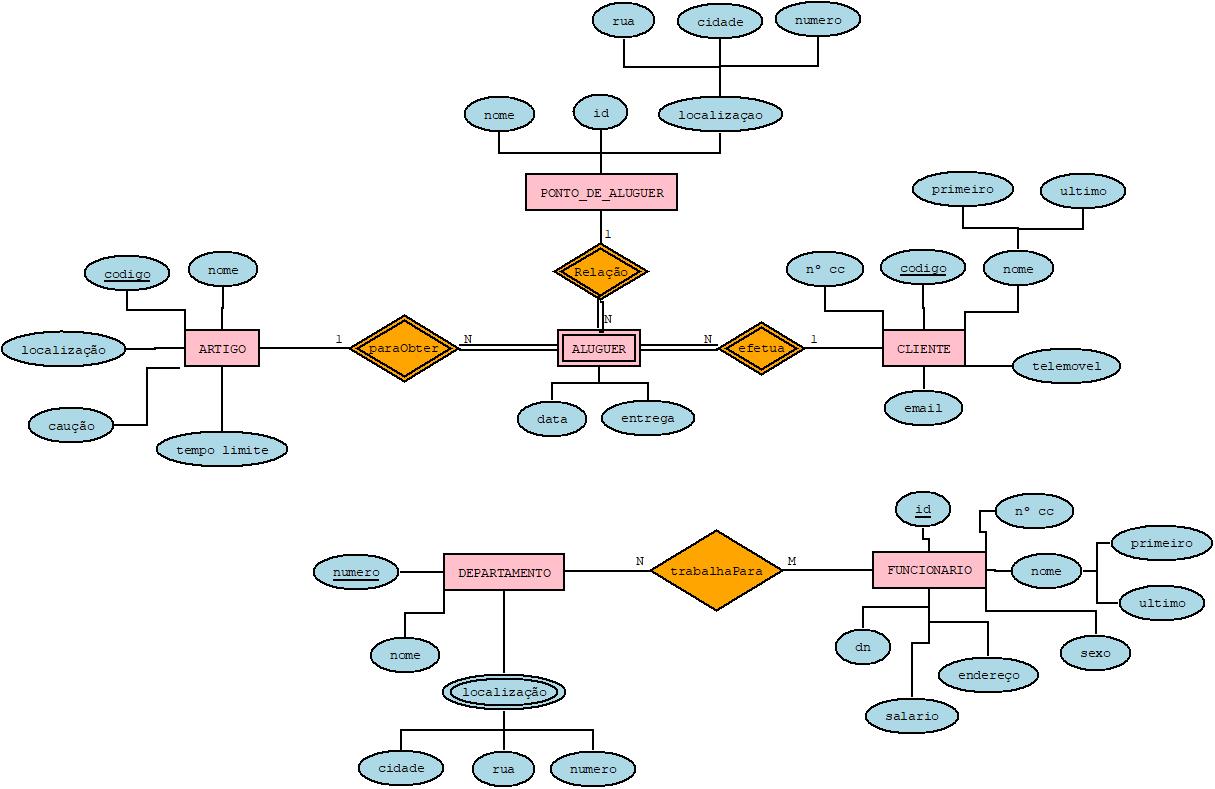 rua
cidade
numero
nome
id
localizaçao
PONTO_DE_ALUGUER
primeiro
ultimo
1
codigo
nome
Relação
nº cc
codigo
nome
N
localização
ARTIGO
1
paraObter
N
ALUGUER
N
efetua
1
CLIENTE
telemovel
caução
tempo limite
data
entrega
email
id
nº cc
numero
DEPARTAMENTO
N
trabalhaPara
M
FUNCIONARIO
nome
primeiro
ultimo
nome
dn
sexo
endereço
localização
salario
cidade
rua
numero